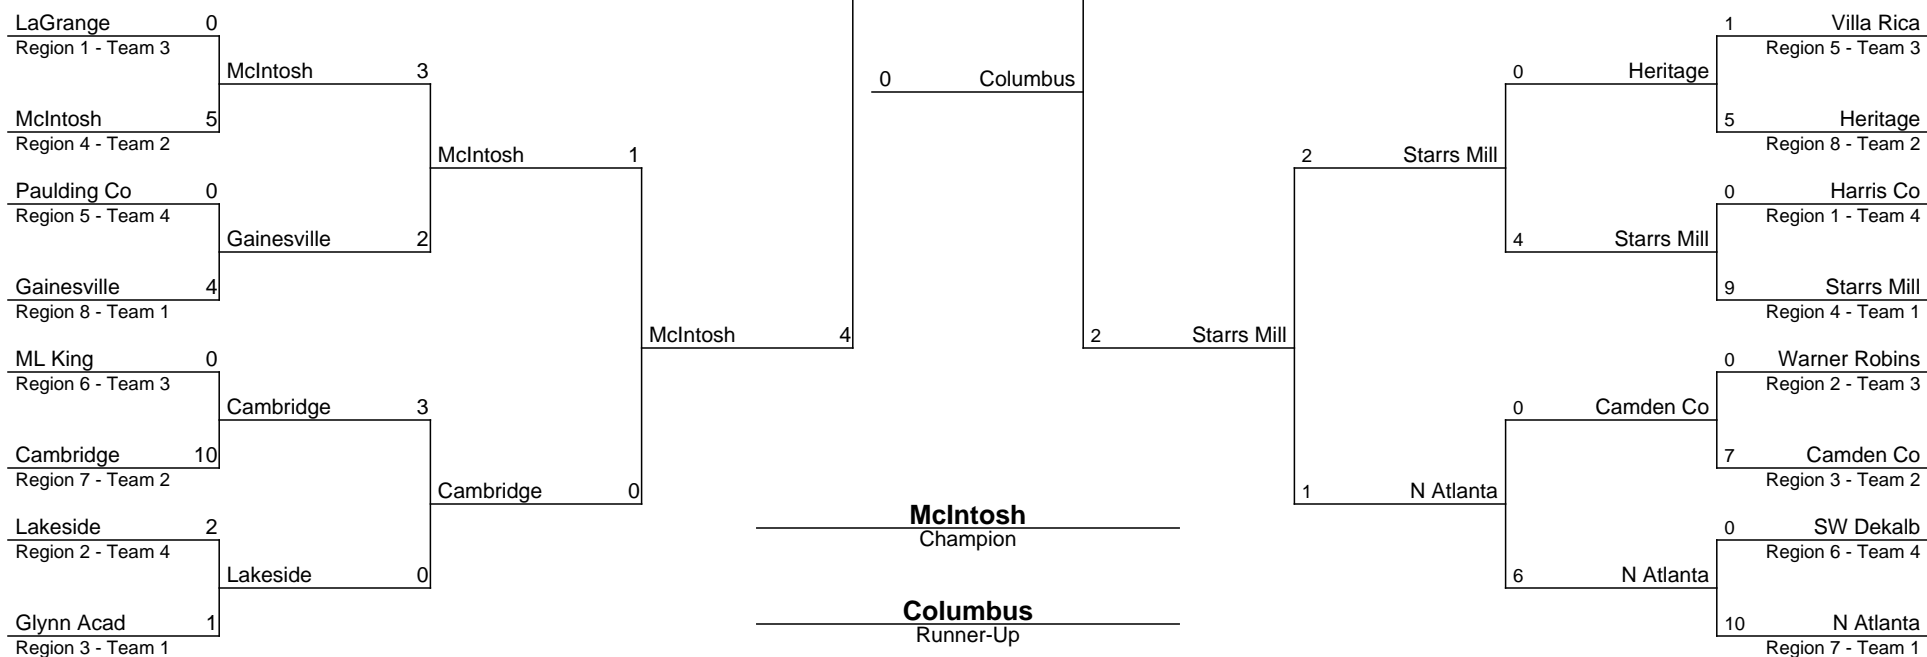 LaGrange 0
Region 1 - Team 3
McIntosh 5
Region 4 - Team 2
Paulding Co 0
Region 5 - Team 4
Gainesville 4
Region 8 - Team 1
ML King 0
Region 6 - Team 3
Cambridge 10
Region 7 - Team 2
Lakeside 2
Region 2 - Team 4
Glynn Acad 1
Region 3 - Team 1
McIntosh 3
Gainesville 2
Cambridge 3
Lakeside 0
McIntosh 1
Cambridge 0
McIntosh 4
0 Columbus
McIntosh
Champion
Columbus
Runner-Up
2 Starrs Mill
2 Starrs Mill
1 N Atlanta
0 Heritage
4 Starrs Mill
0 Camden Co
6 N Atlanta
1 Villa Rica
Region 5 - Team 3
5 Heritage
Region 8 - Team 2
0 Harris Co
Region 1 - Team 4
9 Starrs Mill
Region 4 - Team 1
0 Warner Robins
Region 2 - Team 3
7 Camden Co
Region 3 - Team 2
0 SW Dekalb
Region 6 - Team 4
10 N Atlanta
Region 7 - Team 1